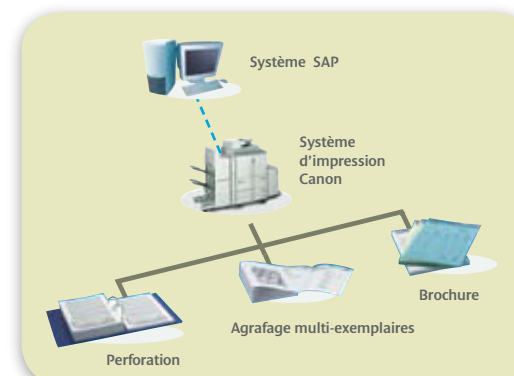 Système SAP
Système
d'impression
Canon
Brochure
Agrafage multi-exemplaires
Perforation